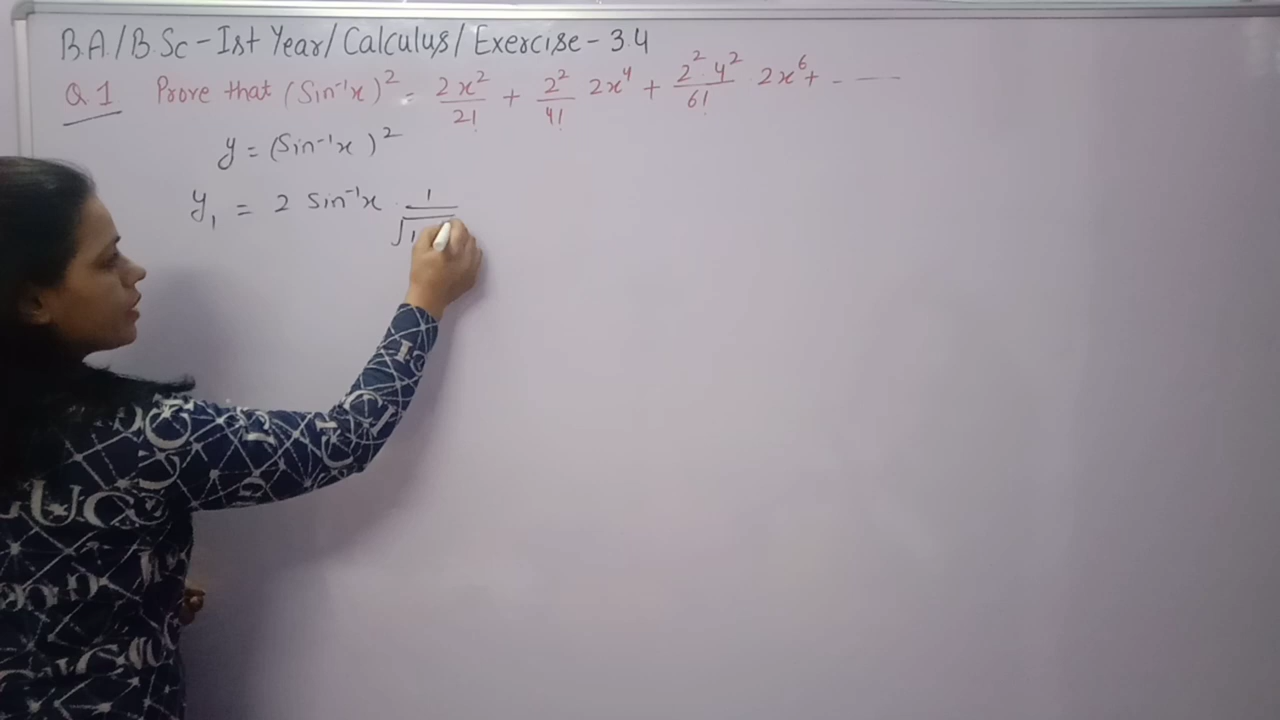 B.A./B.Sc - Ist Year/ Calculus/ Exercise - 3.4
Q.1 Prove that (Sin⁻¹x)² = 2x²/2! + 2²/4! 2x⁴ + 2².4²/6! 2x⁶ + - —
y = (Sin⁻¹x)²
y₁ = 2 Sin⁻¹x . 1/√1